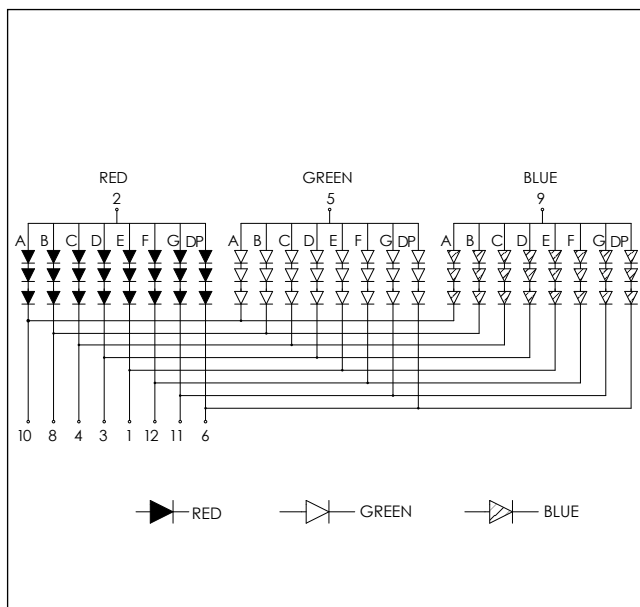 RED GREEN BLUE
2 5 9
A B C D E F G DP A B C D E F G DP A B C D E F G DP
10 8 4 3 1 12 11 6
RED GREEN BLUE